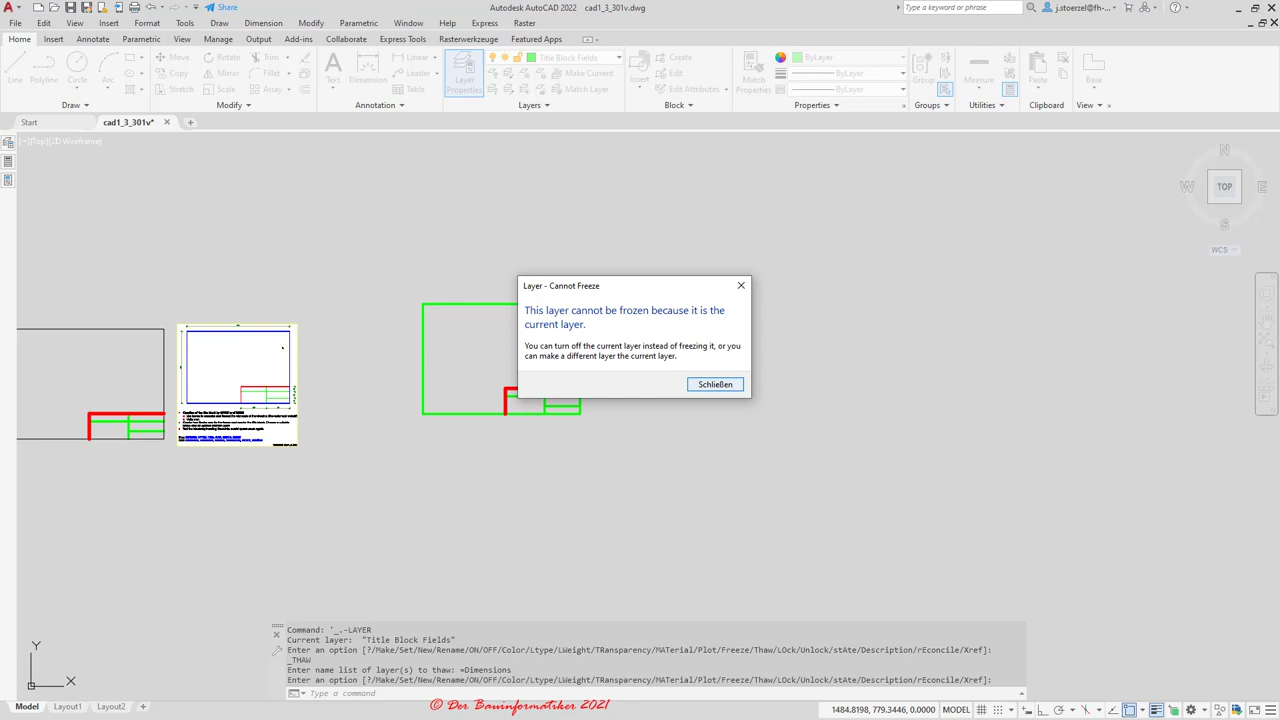 Autodesk AutoCAD 2022 cad1_3_301v.dwg
Share
Type a keyword or phrase
j.stoerzel@fh-...
File Edit View Insert Format Tools Draw Dimension Modify Parametric Window Help Express Raster
Home Insert Annotate Parametric View Manage Output Add-ins Collaborate Express Tools Rasterwerkzeuge Featured Apps
Line Polyline Circle Arc
Move Rotate Trim
Copy Mirror Fillet
Stretch Scale Array
Text Dimension
Linear
Leader
Table
Layer Properties
Title Block Fields
Make Current
Match Layer
Insert
Create
Edit
Edit Attributes
Match Properties
ByLayer
ByLayer
ByLayer
Group
Measure
Paste
Base
Draw Modify Annotation Layers Block Properties Groups Utilities Clipboard View
Start cad1_3_301v*
[−][Top][2D Wireframe]
N
W TOP E
S
WCS
Layer - Cannot Freeze
This layer cannot be frozen because it is the
current layer.
You can turn off the current layer instead of freezing it, or you
can make a different layer the current layer.
Schließen
Command: '_.-LAYER
Current layer: "Title Block Fields"
Enter an option [?/Make/Set/New/Rename/ON/OFF/Color/Ltype/LWeight/TRansparency/MATerial/Plot/Freeze/Thaw/LOck/Unlock/stAte/Description/rEconcile/Xref]:
_THAW
Enter name list of layer(s) to thaw: =Dimensions
Enter an option [?/Make/Set/New/Rename/ON/OFF/Color/Ltype/LWeight/TRansparency/MATerial/Plot/Freeze/Thaw/LOck/Unlock/stAte/Description/rEconcile/Xref]:
Type a command
Y
X
Model Layout1 Layout2
© Der Bauinformatiker 2021
1484.8198, 779.3446, 0.0000 MODEL